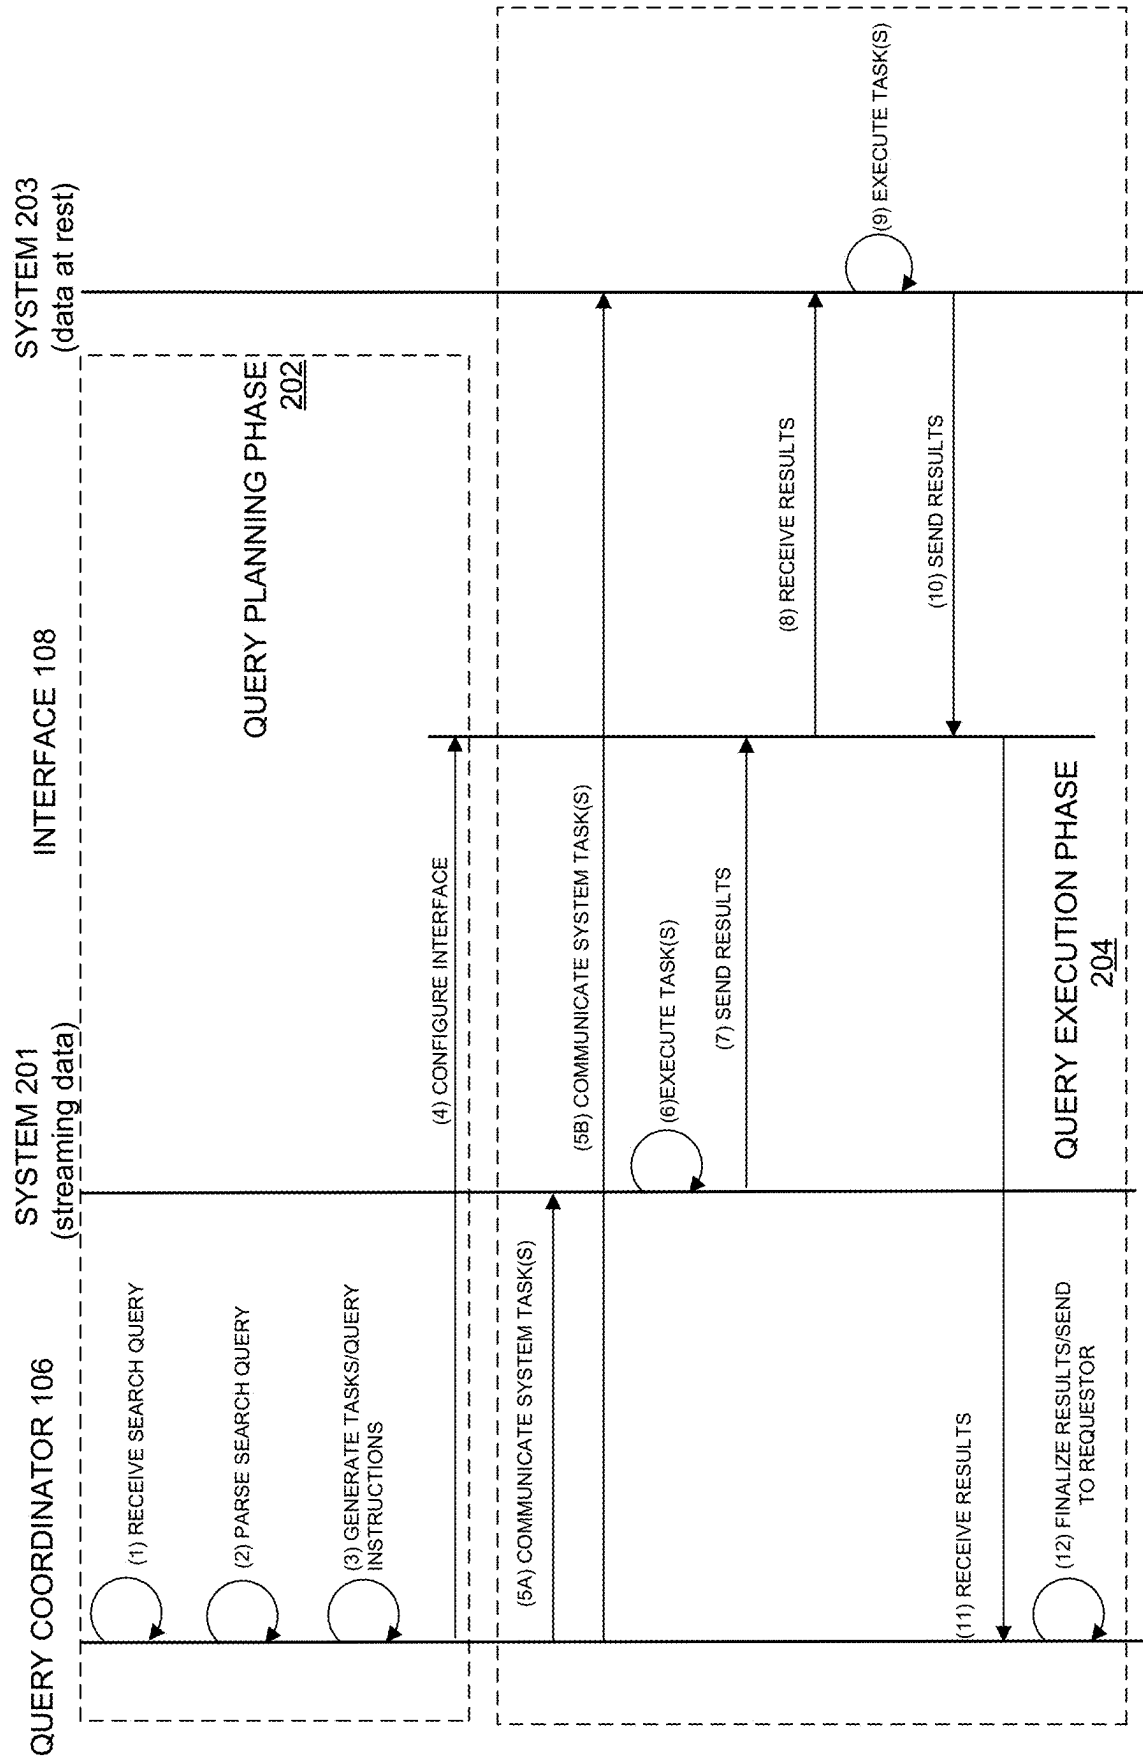 QUERY COORDINATOR 106
SYSTEM 201
(streaming data)
INTERFACE 108
SYSTEM 203
(data at rest)
(1) RECEIVE SEARCH QUERY
(2) PARSE SEARCH QUERY
QUERY PLANNING PHASE
202
(3) GENERATE TASKS/QUERY
INSTRUCTIONS
(4) CONFIGURE INTERFACE
(5A) COMMUNICATE SYSTEM TASK(S)
(5B) COMMUNICATE SYSTEM TASK(S)
(6)EXECUTE TASK(S)
(7) SEND RESULTS
(8) RECEIVE RESULTS
(9) EXECUTE TASK(S)
(10) SEND RESULTS
(11) RECEIVE RESULTS
(12) FINALIZE RESULTS/SEND
TO REQUESTOR
QUERY EXECUTION PHASE
204